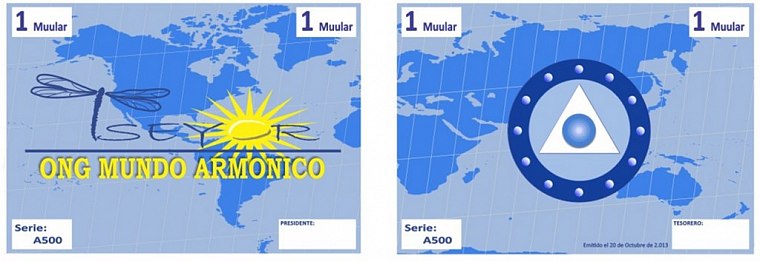 1 Muular
1 Muular
TSEYOR
ONG MUNDO ARMÓNICO
Serie:
A500
PRESIDENTE:
1 Muular
1 Muular
Serie:
A500
TESORERO:
Emitido el 20 de Octubre de 2.013